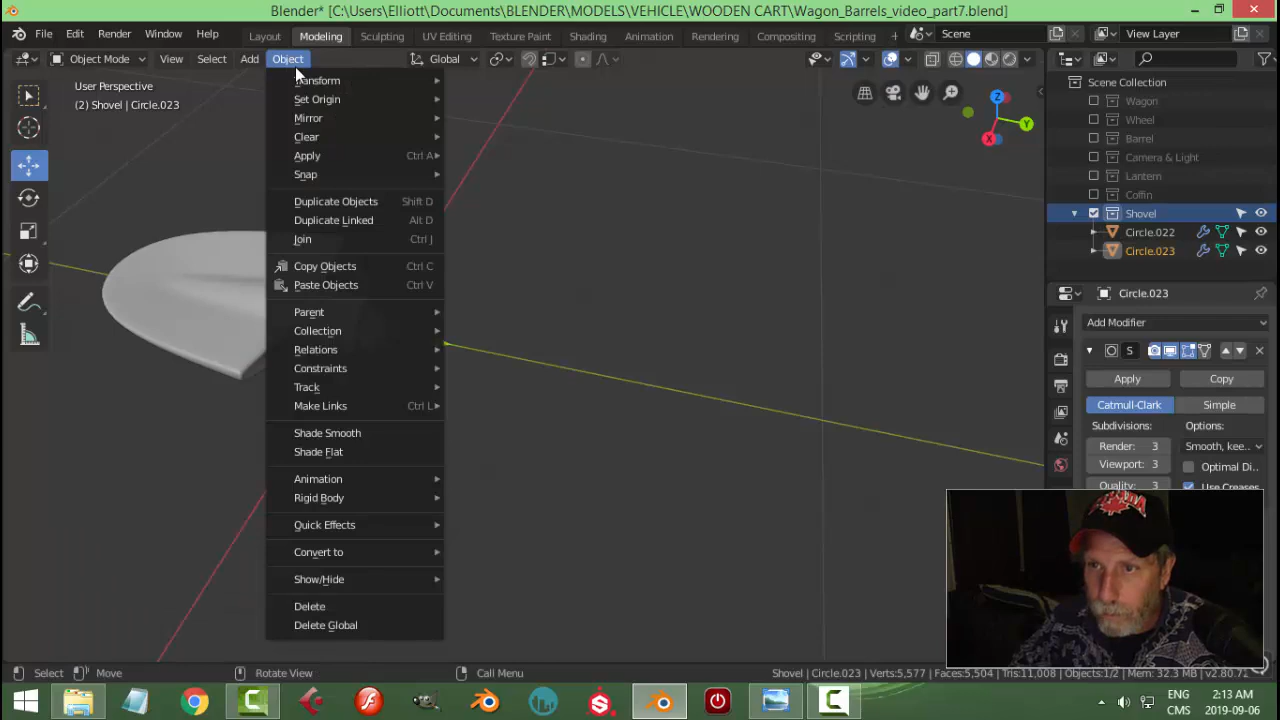 Blender* [C:\Users\Elliott\Documents\BLENDER\MODELS\VEHICLE\WOODEN CART\Wagon_Barrels_video_part7.blend]
File Edit Render Window Help Layout Modeling Sculpting UV Editing Texture Paint Shading Animation Rendering Compositing Scripting + Scene View Layer
Object Mode View Select Add Object Global
User Perspective
(2) Shovel | Circle.023
Transform
Set Origin
Mirror
Clear
Apply Ctrl A
Snap
Duplicate Objects Shift D
Duplicate Linked Alt D
Join Ctrl J
Copy Objects Ctrl C
Paste Objects Ctrl V
Parent
Collection
Relations
Constraints
Track
Make Links Ctrl L
Shade Smooth
Shade Flat
Animation
Rigid Body
Quick Effects
Convert to
Show/Hide
Delete
Delete Global
Z
Y
X
Scene Collection
Wagon
Wheel
Barrel
Camera & Light
Lantern
Coffin
Shovel
Circle.022
Circle.023
Circle.023
Add Modifier
S
Apply Copy
Catmull-Clark Simple
Subdivisions: Options:
Render: 3 Smooth, kee..
Viewport: 3 Optimal Di..
Quality: 3 Use Creases
Select Move Rotate View Call Menu Shovel | Circle.023 | Verts:5,577 | Faces:5,504 | Tris:11,008 | Objects:1/2 | Mem: 32.3 MB | v2.80.71
ENG 2:13 AM
CMS 2019-09-06